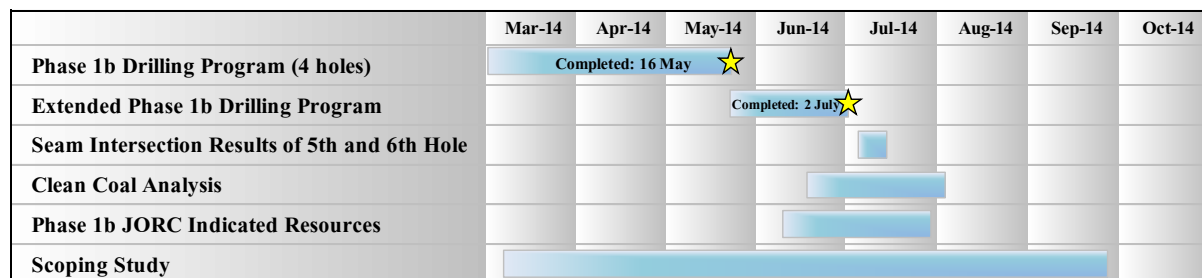 Mar-14 Apr-14 May-14 Jun-14 Jul-14 Aug-14 Sep-14 Oct-14
Phase 1b Drilling Program (4 holes) Completed: 16 May
Extended Phase 1b Drilling Program Completed: 2 July
Seam Intersection Results of 5th and 6th Hole
Clean Coal Analysis
Phase 1b JORC Indicated Resources
Scoping Study